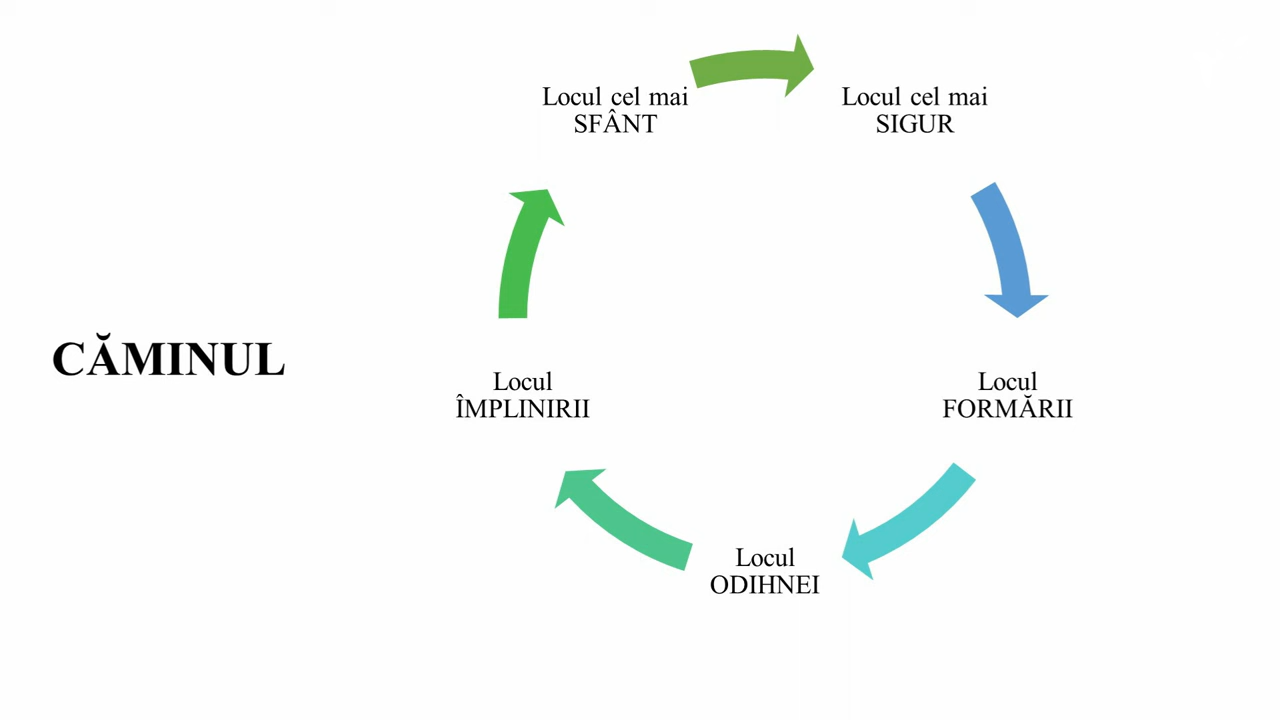 CĂMINUL
Locul cel mai
SFÂNT
Locul cel mai
SIGUR
Locul
FORMĂRII
Locul
ODIHNEI
Locul
ÎMPLINIRII